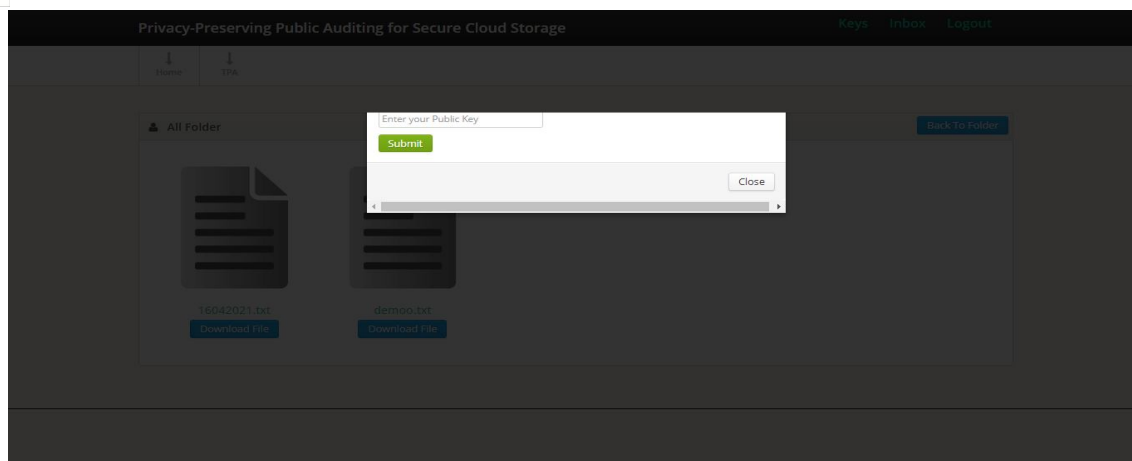 Privacy-Preserving Public Auditing for Secure Cloud Storage
Keys Inbox Logout
Home TPA
All Folder
Back To Folder
Enter your Public Key
Submit
Close
16042021.txt demoo.txt
Download File Download File